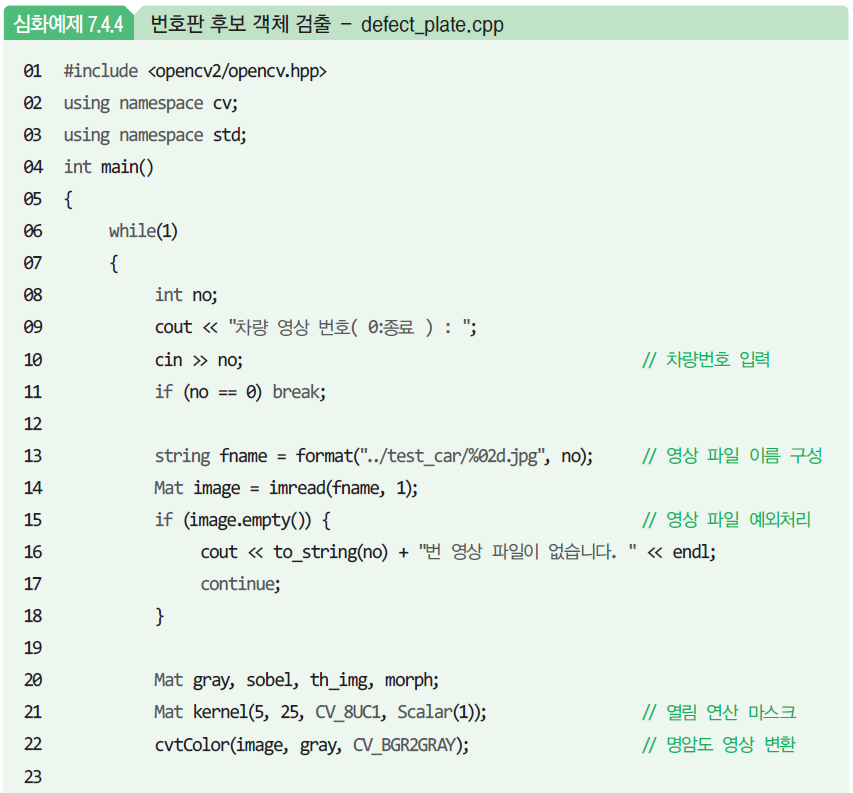 심화예제 7.4.4 번호판 후보 객체 검출 - defect_plate.cpp
01 #include <opencv2/opencv.hpp>
02 using namespace cv;
03 using namespace std;
04 int main()
05 {
06 while(1)
07 {
08 int no;
09 cout << "차량 영상 번호( 0:종료 ) : ";
10 cin >> no; // 차량번호 입력
11 if (no == 0) break;
12
13 string fname = format("../test_car/%02d.jpg", no); // 영상 파일 이름 구성
14 Mat image = imread(fname, 1);
15 if (image.empty()) { // 영상 파일 예외처리
16 cout << to_string(no) + "번 영상 파일이 없습니다. " << endl;
17 continue;
18 }
19
20 Mat gray, sobel, th_img, morph;
21 Mat kernel(5, 25, CV_8UC1, Scalar(1)); // 열림 연산 마스크
22 cvtColor(image, gray, CV_BGR2GRAY); // 명암도 영상 변환
23